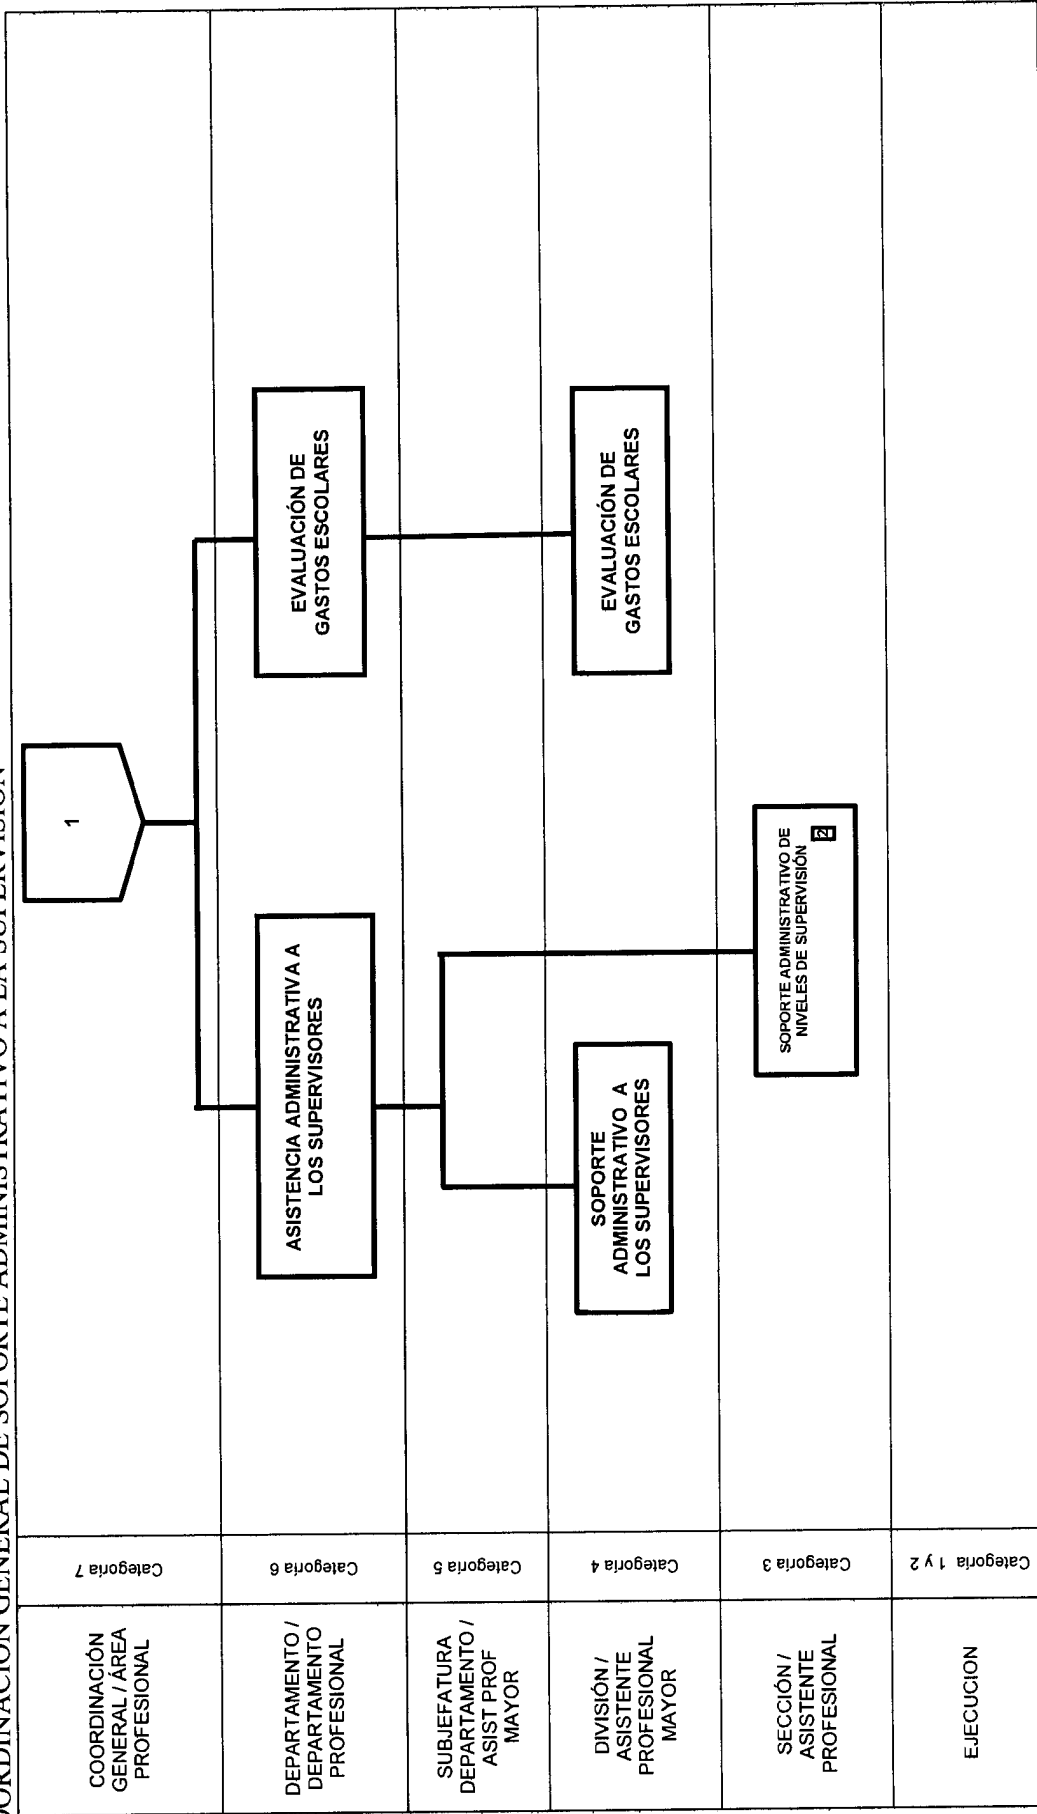 COORDINACIÓN GENERAL DE SOPORTE ADMINISTRATIVO A LA SUPERVISIÓN
COORDINACIÓN
GENERAL / ÁREA
PROFESIONAL
Categoría 7
1
DEPARTAMENTO /
DEPARTAMENTO
PROFESIONAL
Categoría 6
ASISTENCIA ADMINISTRATIVA A
LOS SUPERVISORES
EVALUACIÓN DE
GASTOS ESCOLARES
SUBJEFATURA
DEPARTAMENTO /
ASIST PROF
MAYOR
Categoría 5
DIVISIÓN /
ASISTENTE
PROFESIONAL
MAYOR
Categoría 4
SOPORTE
ADMINISTRATIVO A
LOS SUPERVISORES
EVALUACIÓN DE
GASTOS ESCOLARES
SECCIÓN /
ASISTENTE
PROFESIONAL
Categoría 3
SOPORTE ADMINISTRATIVO DE
NIVELES DE SUPERVISIÓN
2
EJECUCION
Categoría 1 y 2